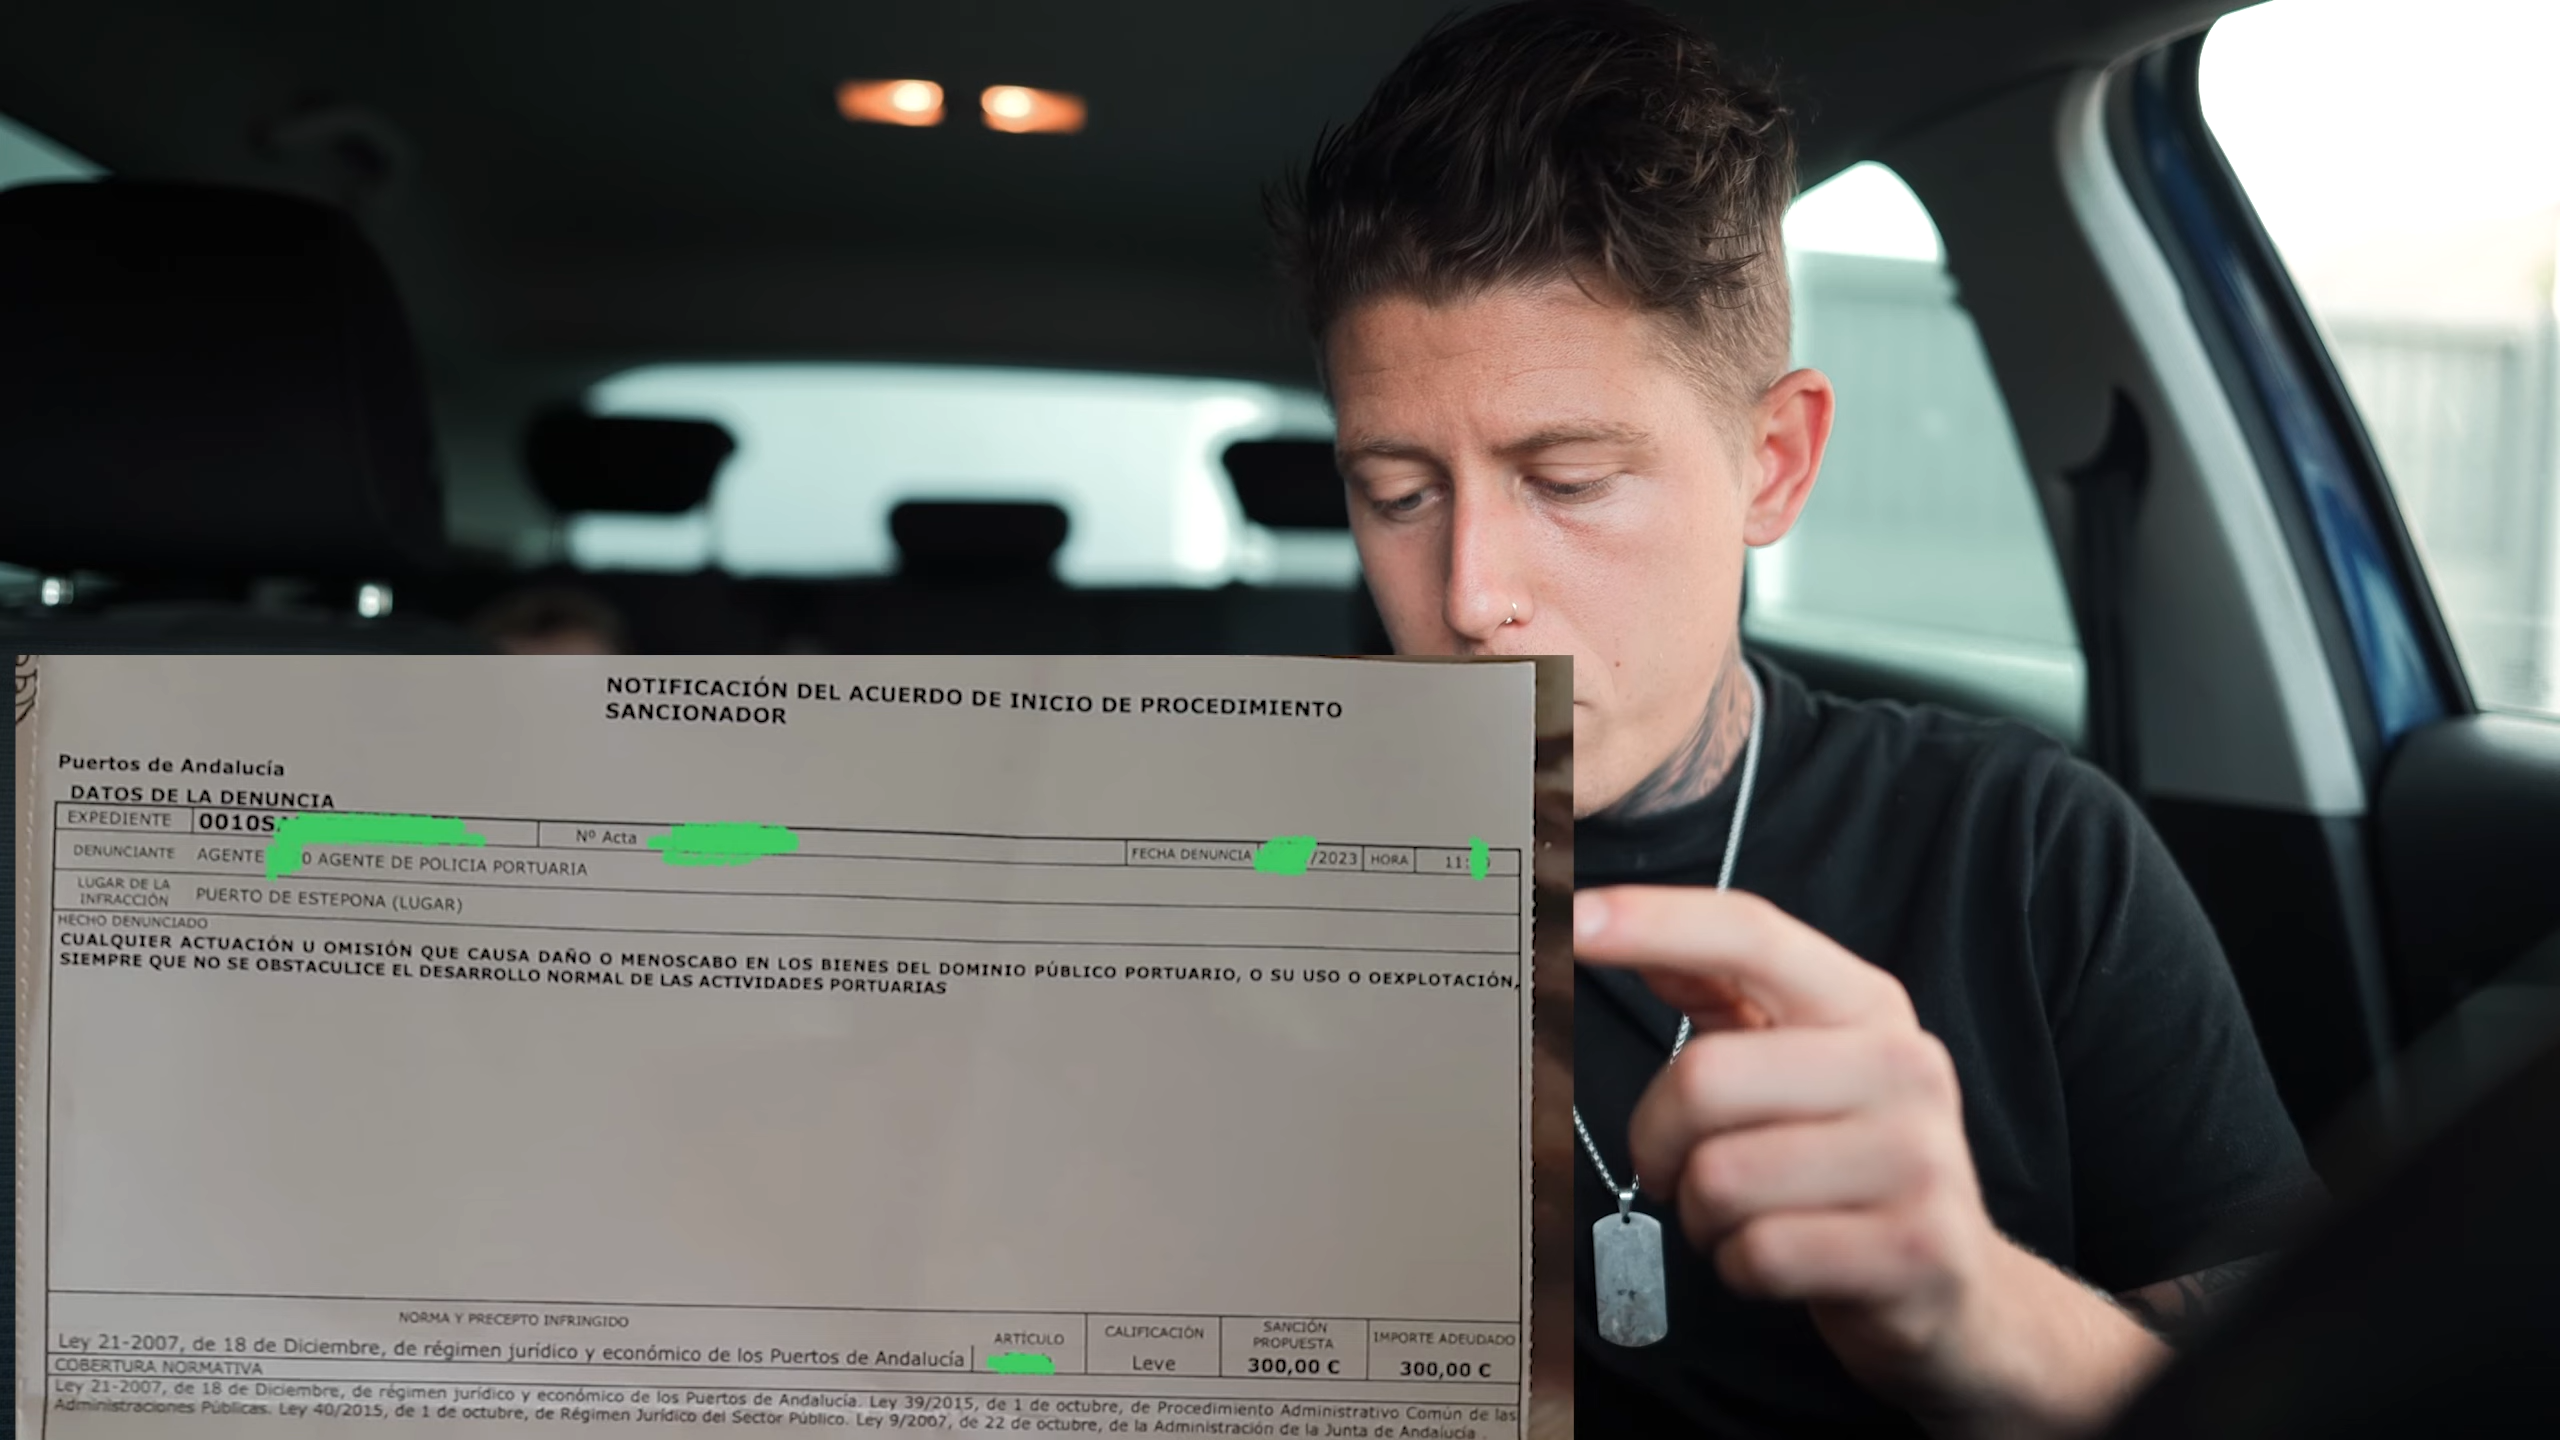 NOTIFICACIÓN DEL ACUERDO DE INICIO DE PROCEDIMIENTO
SANCIONADOR
Puertos de Andalucía
DATOS DE LA DENUNCIA
EXPEDIENTE 0010S Nº Acta
FECHA DENUNCIA /2023 HORA 11:
DENUNCIANTE AGENTE 0 AGENTE DE POLICIA PORTUARIA
LUGAR DE LA
INFRACCIÓN PUERTO DE ESTEPONA (LUGAR)
HECHO DENUNCIADO
CUALQUIER ACTUACIÓN U OMISIÓN QUE CAUSA DAÑO O MENOSCABO EN LOS BIENES DEL DOMINIO PÚBLICO PORTUARIO, O SU USO O OEXPLOTACIÓN,
SIEMPRE QUE NO SE OBSTACULICE EL DESARROLLO NORMAL DE LAS ACTIVIDADES PORTUARIAS
NORMA Y PRECEPTO INFRINGIDO
Ley 21-2007, de 18 de Diciembre, de régimen jurídico y económico de los Puertos de Andalucía
ARTÍCULO
CALIFICACIÓN
Leve
SANCIÓN
PROPUESTA
300,00 €
IMPORTE ADEUDADO
300,00 €
COBERTURA NORMATIVA
Ley 21-2007, de 18 de Diciembre, de régimen jurídico y económico de los Puertos de Andalucía. Ley 39/2015, de 1 de octubre, de Procedimiento Administrativo Común de las
Administraciones Públicas. Ley 40/2015, de 1 de octubre, de Régimen Jurídico del Sector Público. Ley 9/2007, de 22 de octubre, de la Administración de la Junta de Andalucía .